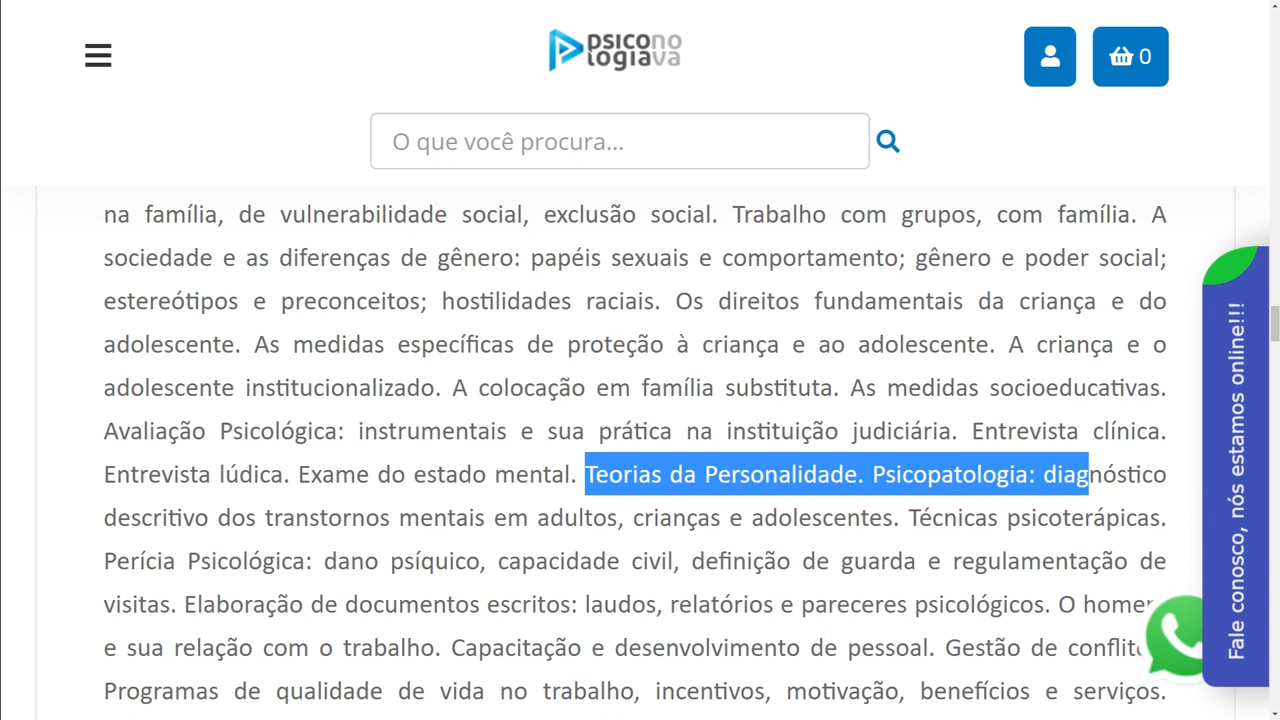 psicono
logiava
0
O que você procura...
na família, de vulnerabilidade social, exclusão social. Trabalho com grupos, com família. A
sociedade e as diferenças de gênero: papéis sexuais e comportamento; gênero e poder social;
estereótipos e preconceitos; hostilidades raciais. Os direitos fundamentais da criança e do
adolescente. As medidas específicas de proteção à criança e ao adolescente. A criança e o
adolescente institucionalizado. A colocação em família substituta. As medidas socioeducativas.
Avaliação Psicológica: instrumentais e sua prática na instituição judiciária. Entrevista clínica.
Entrevista lúdica. Exame do estado mental. Teorias da Personalidade. Psicopatologia: diagnóstico
descritivo dos transtornos mentais em adultos, crianças e adolescentes. Técnicas psicoterápicas.
Perícia Psicológica: dano psíquico, capacidade civil, definição de guarda e regulamentação de
visitas. Elaboração de documentos escritos: laudos, relatórios e pareceres psicológicos. O homem
e sua relação com o trabalho. Capacitação e desenvolvimento de pessoal. Gestão de conflito
Programas de qualidade de vida no trabalho, incentivos, motivação, benefícios e serviços.
Fale conosco, nós estamos online!!!